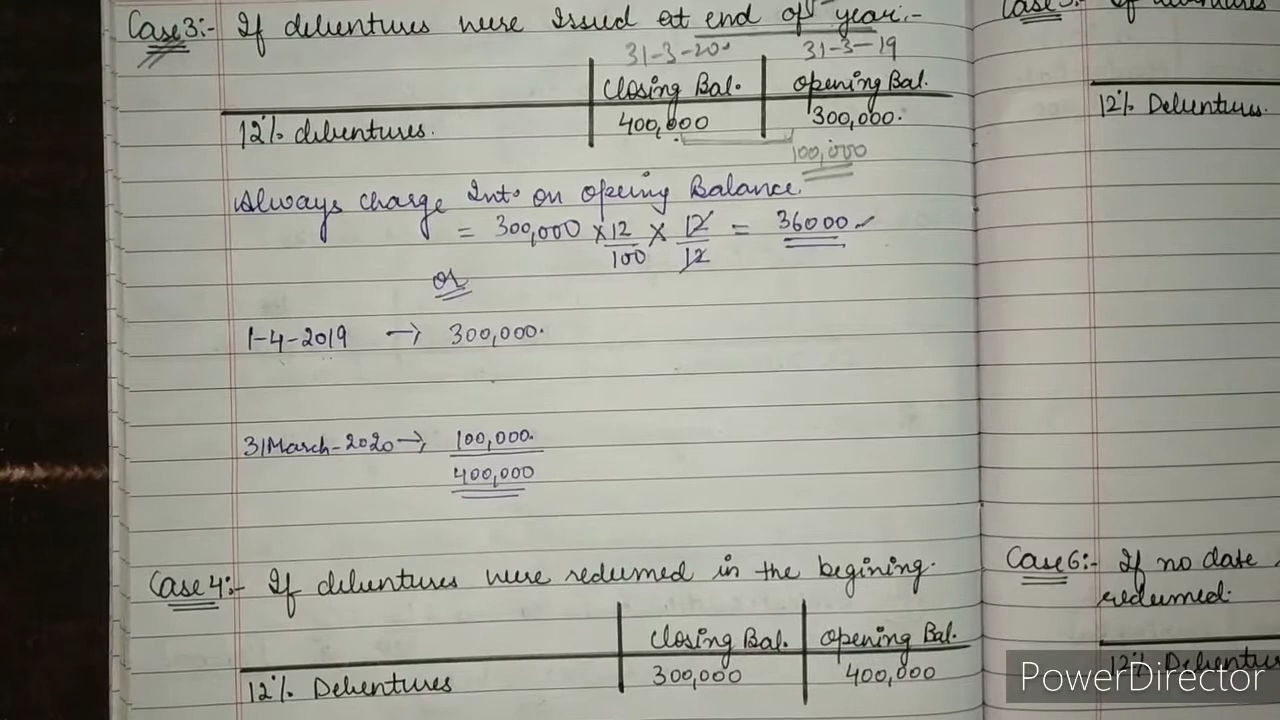 Case 3:- If debentures were Issued at end of year:-
31-3-20 31-3-19
Closing Bal. Opening Bal.
12% debentures. 400,000 300,000.
100,000
Always charge Int. on opening Balance.
= 300,000 × 12/100 × 12/12 = 36000
or
1-4-2019 → 300,000.
31 March-2020 → 100,000.
400,000
Case 4:- If debentures were redeemed in the begining.
Closing Bal. Opening Bal.
12% Debentures 300,000 400,000
12% Debentures
Case 6:- If no date
redeemed.
12% Debentu
PowerDirector